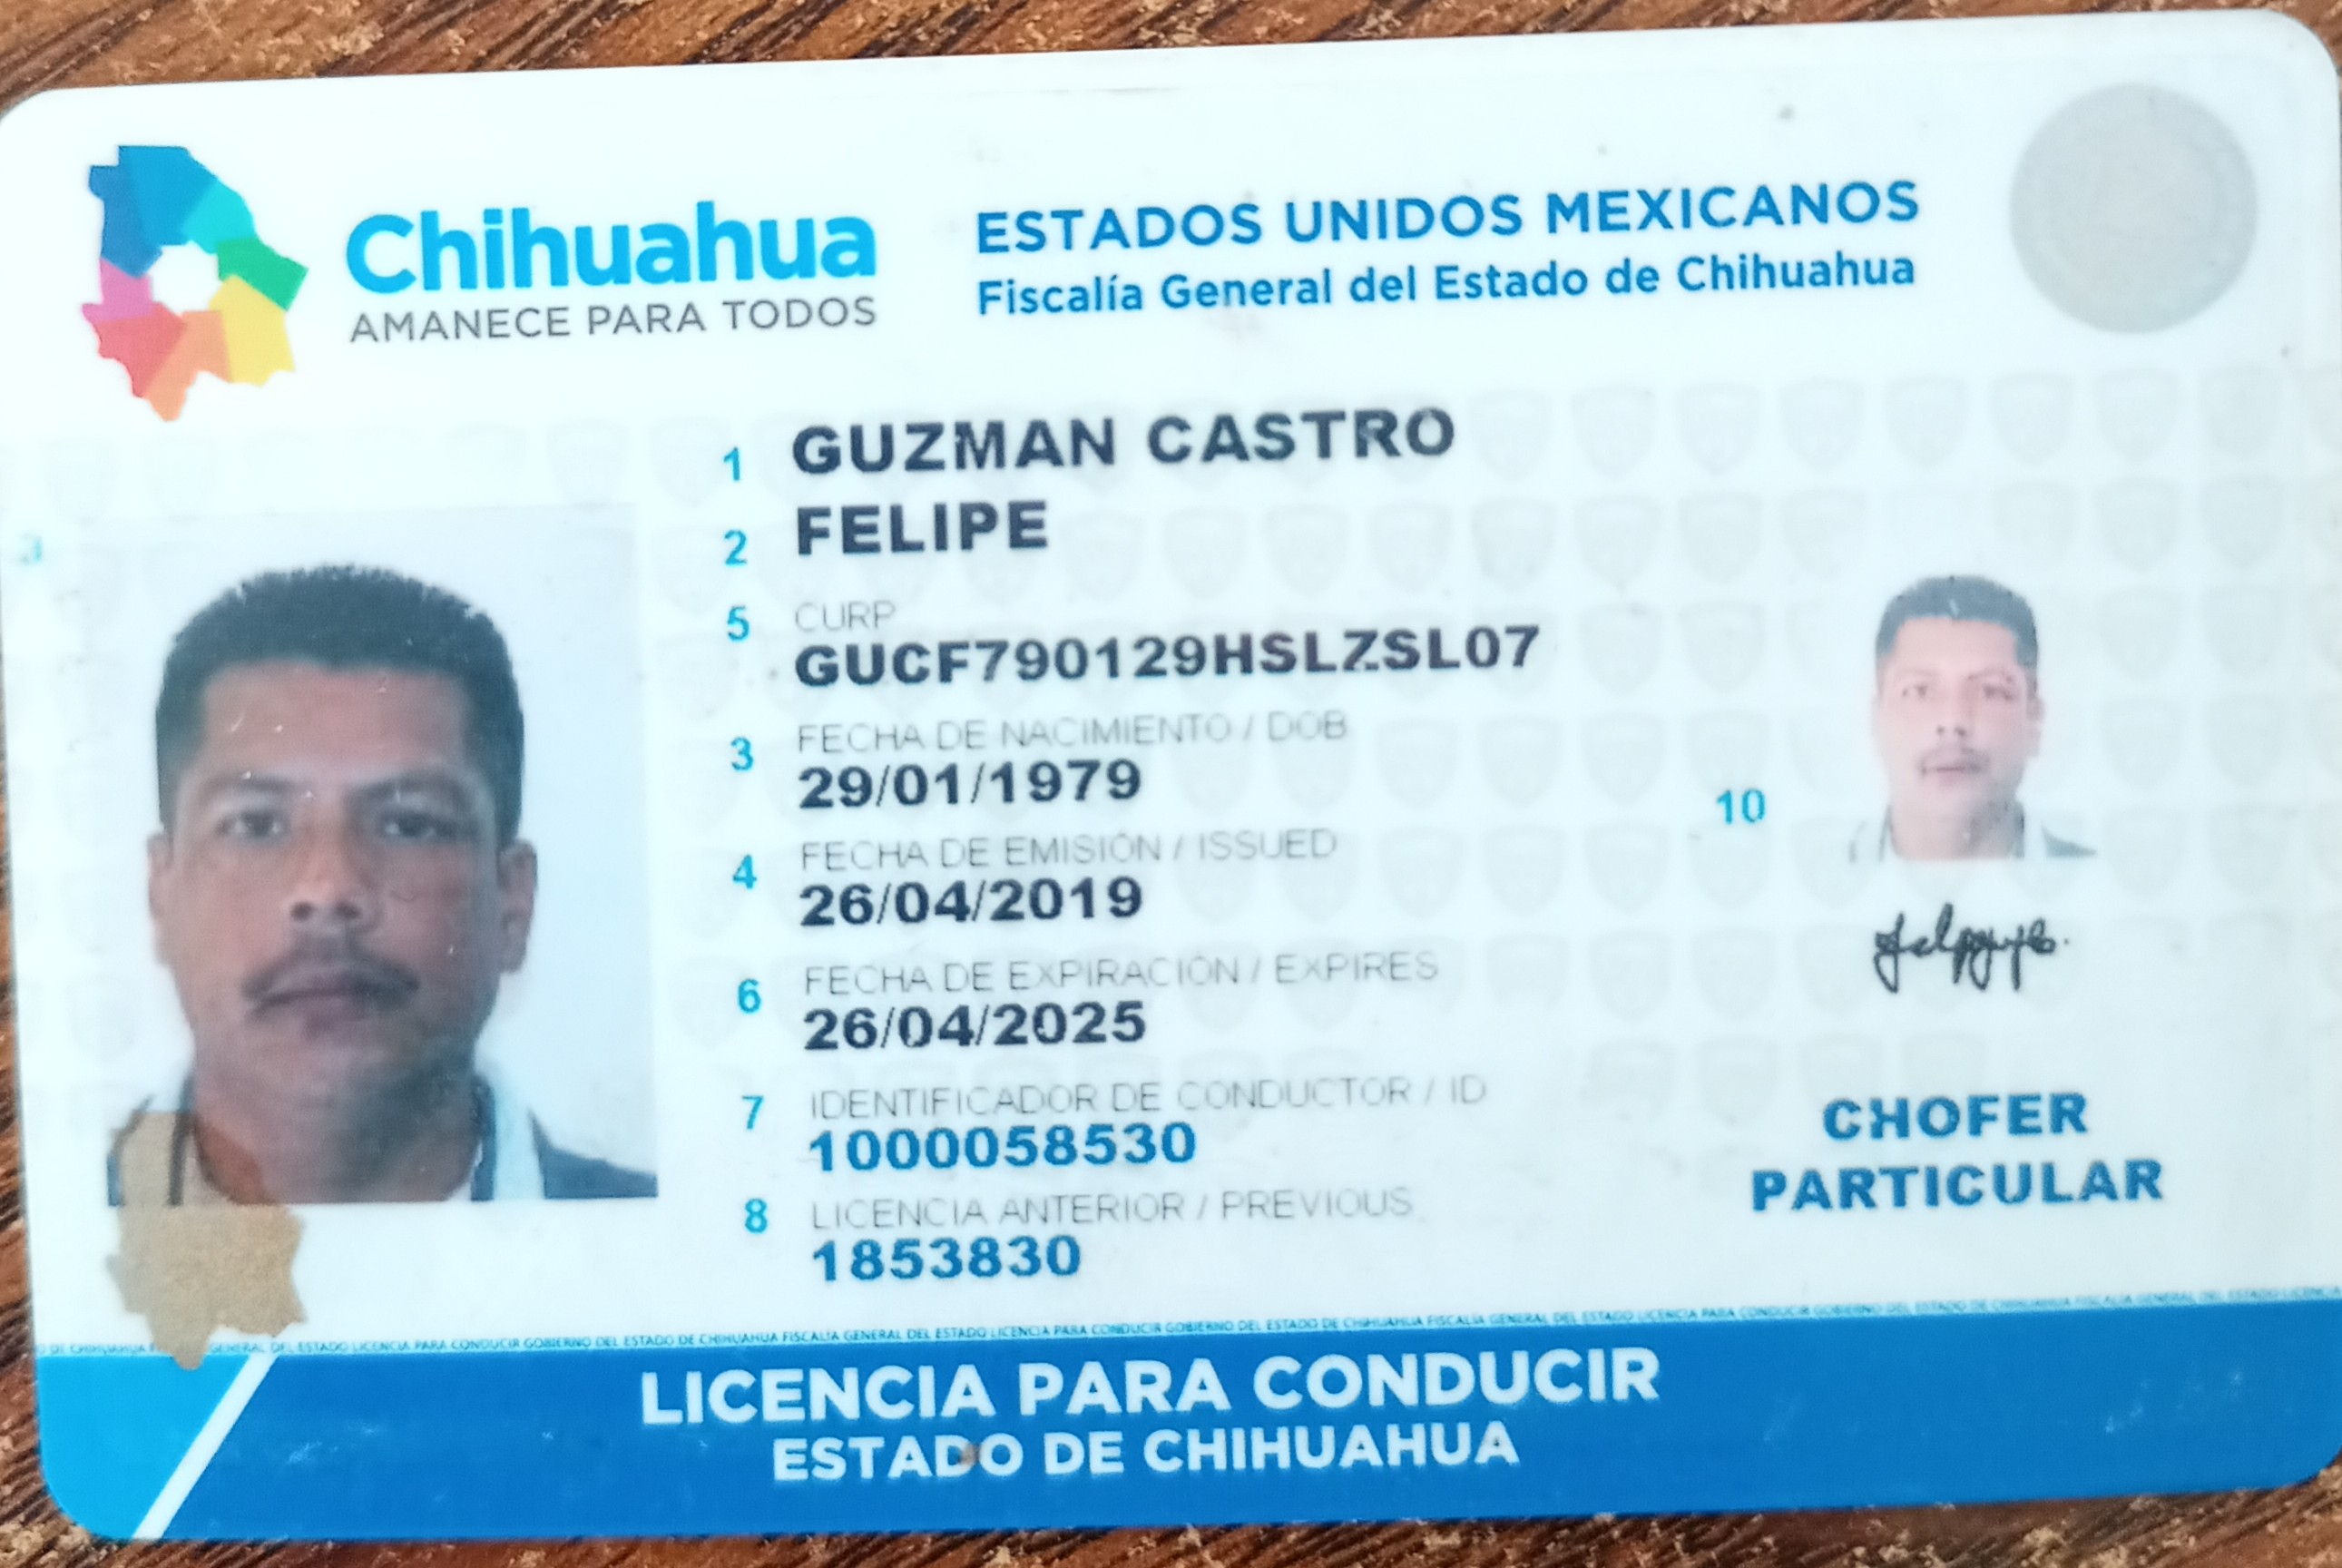 Chihuahua
AMANECE PARA TODOS
ESTADOS UNIDOS MEXICANOS
Fiscalía General del Estado de Chihuahua
1 GUZMAN CASTRO
2 FELIPE
5 CURP
GUCF790129HSLZSL07
3 FECHA DE NACIMIENTO / DOB
29/01/1979
4 FECHA DE EMISIÓN / ISSUED
26/04/2019
6 FECHA DE EXPIRACIÓN / EXPIRES
26/04/2025
7 IDENTIFICADOR DE CONDUCTOR / ID
1000058530
8 LICENCIA ANTERIOR / PREVIOUS
1853830
10
CHOFER
PARTICULAR
GENERAL DEL ESTADO LICENCIA PARA CONDUCIR GOBIERNO DEL ESTADO DE CHIHUAHUA FISCALIA GENERAL DEL ESTADO LICENCIA PARA CONDUCIR GOBIERNO DEL ESTADO DE CHIHUAHUA FISCALIA GENERAL DEL ESTADO LICENCIA PARA CONDUCIR GOBIERNO DEL ESTADO DE CHIHUAHUA FISCALIA GENERAL DEL ESTADO LICENCIA
LICENCIA PARA CONDUCIR
ESTADO DE CHIHUAHUA